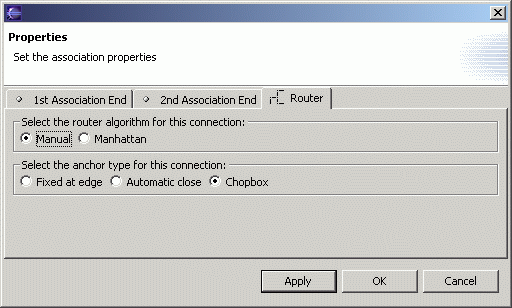 Properties
Set the association properties
1st Association End 2nd Association End Router
Select the router algorithm for this connection:
Manual Manhattan
Select the anchor type for this connection:
Fixed at edge Automatic close Chopbox
Apply OK Cancel